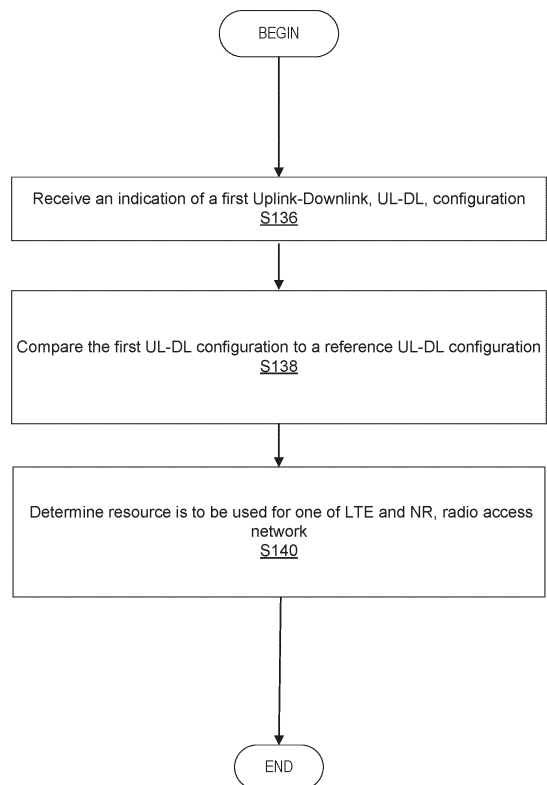 BEGIN
Receive an indication of a first Uplink-Downlink, UL-DL, configuration
S136
Compare the first UL-DL configuration to a reference UL-DL configuration
S138
Determine resource is to be used for one of LTE and NR, radio access
network
S140
END